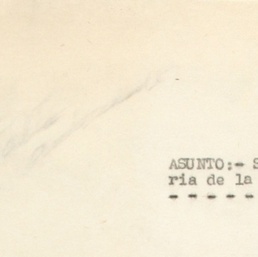 ASUNTO:- S
ria de la
- - - - - -